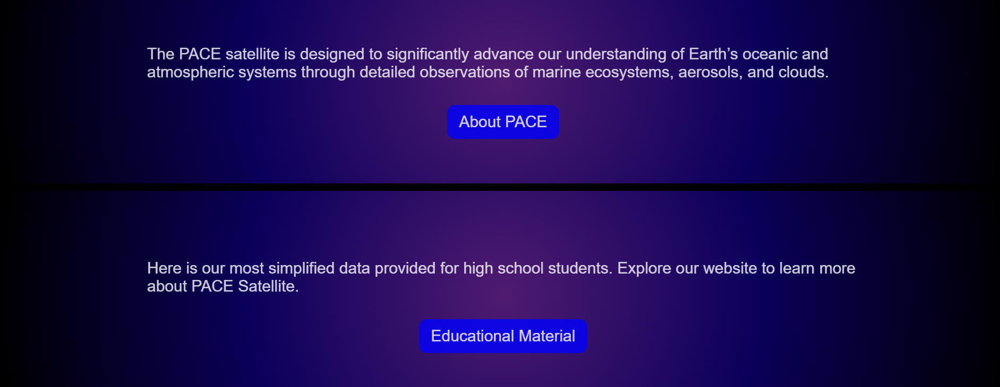 The PACE satellite is designed to significantly advance our understanding of Earth’s oceanic and
atmospheric systems through detailed observations of marine ecosystems, aerosols, and clouds.
About PACE
Here is our most simplified data provided for high school students. Explore our website to learn more
about PACE Satellite.
Educational Material